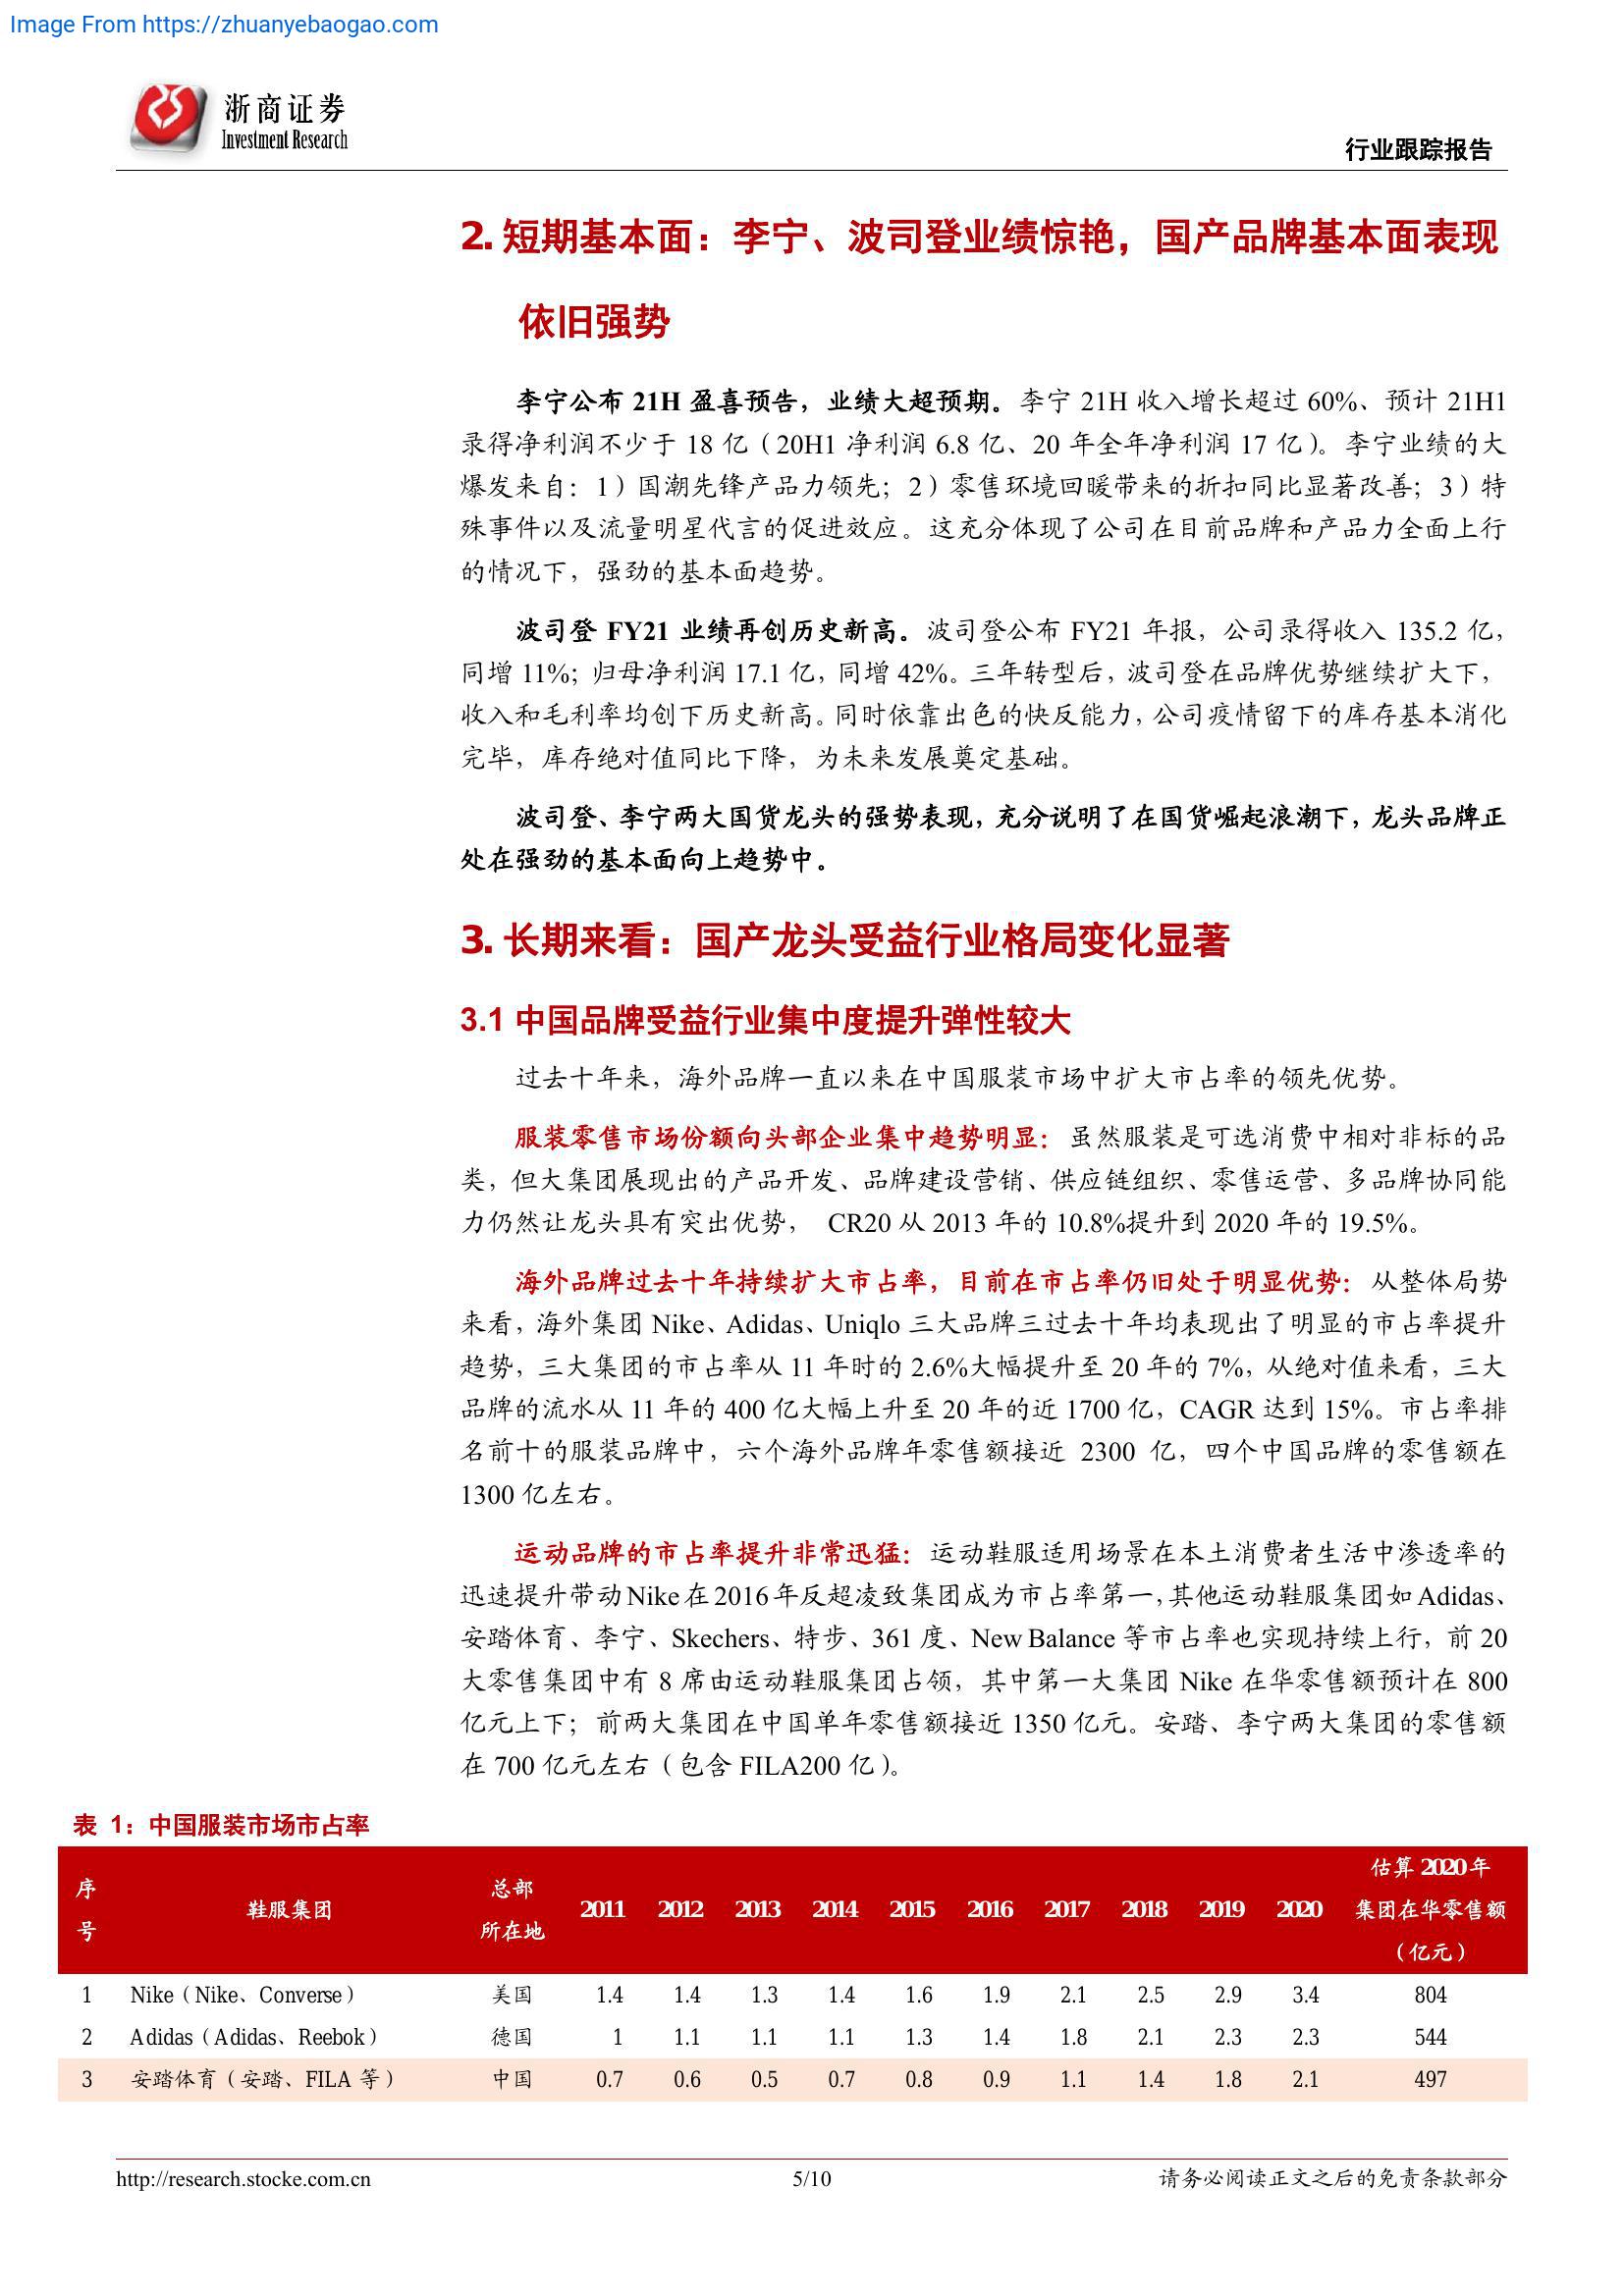 Image From https://zhuanyebaogao.com
浙商证券
Investment Research
行业跟踪报告
2. 短期基本面：李宁、波司登业绩惊艳，国产品牌基本面表现
依旧强势
李宁公布 21H 盈喜预告，业绩大超预期。李宁 21H 收入增长超过 60%、预计 21H1
录得净利润不少于 18 亿（20H1 净利润 6.8 亿、20 年全年净利润 17 亿）。李宁业绩的大
爆发来自：1）国潮先锋产品力领先；2）零售环境回暖带来的折扣同比显著改善；3）特
殊事件以及流量明星代言的促进效应。这充分体现了公司在目前品牌和产品力全面上行
的情况下，强劲的基本面趋势。
波司登 FY21 业绩再创历史新高。波司登公布 FY21 年报，公司录得收入 135.2 亿，
同增 11%；归母净利润 17.1 亿，同增 42%。三年转型后，波司登在品牌优势继续扩大下，
收入和毛利率均创下历史新高。同时依靠出色的快反能力，公司疫情留下的库存基本消化
完毕，库存绝对值同比下降，为未来发展奠定基础。
波司登、李宁两大国货龙头的强势表现，充分说明了在国货崛起浪潮下，龙头品牌正
处在强劲的基本面向上趋势中。
3. 长期来看：国产龙头受益行业格局变化显著
3.1 中国品牌受益行业集中度提升弹性较大
过去十年来，海外品牌一直以来在中国服装市场中扩大市占率的领先优势。
服装零售市场份额向头部企业集中趋势明显：虽然服装是可选消费中相对非标的品
类，但大集团展现出的产品开发、品牌建设营销、供应链组织、零售运营、多品牌协同能
力仍然让龙头具有突出优势， CR20 从 2013 年的 10.8%提升到 2020 年的 19.5%。
海外品牌过去十年持续扩大市占率，目前在市占率仍旧处于明显优势：从整体局势
来看，海外集团 Nike、Adidas、Uniqlo 三大品牌三过去十年均表现出了明显的市占率提升
趋势，三大集团的市占率从 11 年时的 2.6%大幅提升至 20 年的 7%，从绝对值来看，三大
品牌的流水从 11 年的 400 亿大幅上升至 20 年的近 1700 亿，CAGR 达到 15%。市占率排
名前十的服装品牌中，六个海外品牌年零售额接近 2300 亿，四个中国品牌的零售额在
1300 亿左右。
运动品牌的市占率提升非常迅猛：运动鞋服适用场景在本土消费者生活中渗透率的
迅速提升带动 Nike 在 2016 年反超凌致集团成为市占率第一，其他运动鞋服集团如 Adidas、
安踏体育、李宁、Skechers、特步、361 度、New Balance 等市占率也实现持续上行，前 20
大零售集团中有 8 席由运动鞋服集团占领，其中第一大集团 Nike 在华零售额预计在 800
亿元上下；前两大集团在中国单年零售额接近 1350 亿元。安踏、李宁两大集团的零售额
在 700 亿元左右（包含 FILA200 亿）。
表 1：中国服装市场市占率
序号 鞋服集团 总部所在地 2011 2012 2013 2014 2015 2016 2017 2018 2019 2020 估算 2020 年集团在华零售额（亿元）
1 Nike（Nike、Converse） 美国 1.4 1.4 1.3 1.4 1.6 1.9 2.1 2.5 2.9 3.4 804
2 Adidas（Adidas、Reebok） 德国 1 1.1 1.1 1.1 1.3 1.4 1.8 2.1 2.3 2.3 544
3 安踏体育（安踏、FILA 等） 中国 0.7 0.6 0.5 0.7 0.8 0.9 1.1 1.4 1.8 2.1 497
http://research.stocke.com.cn 5/10 请务必阅读正文之后的免责条款部分